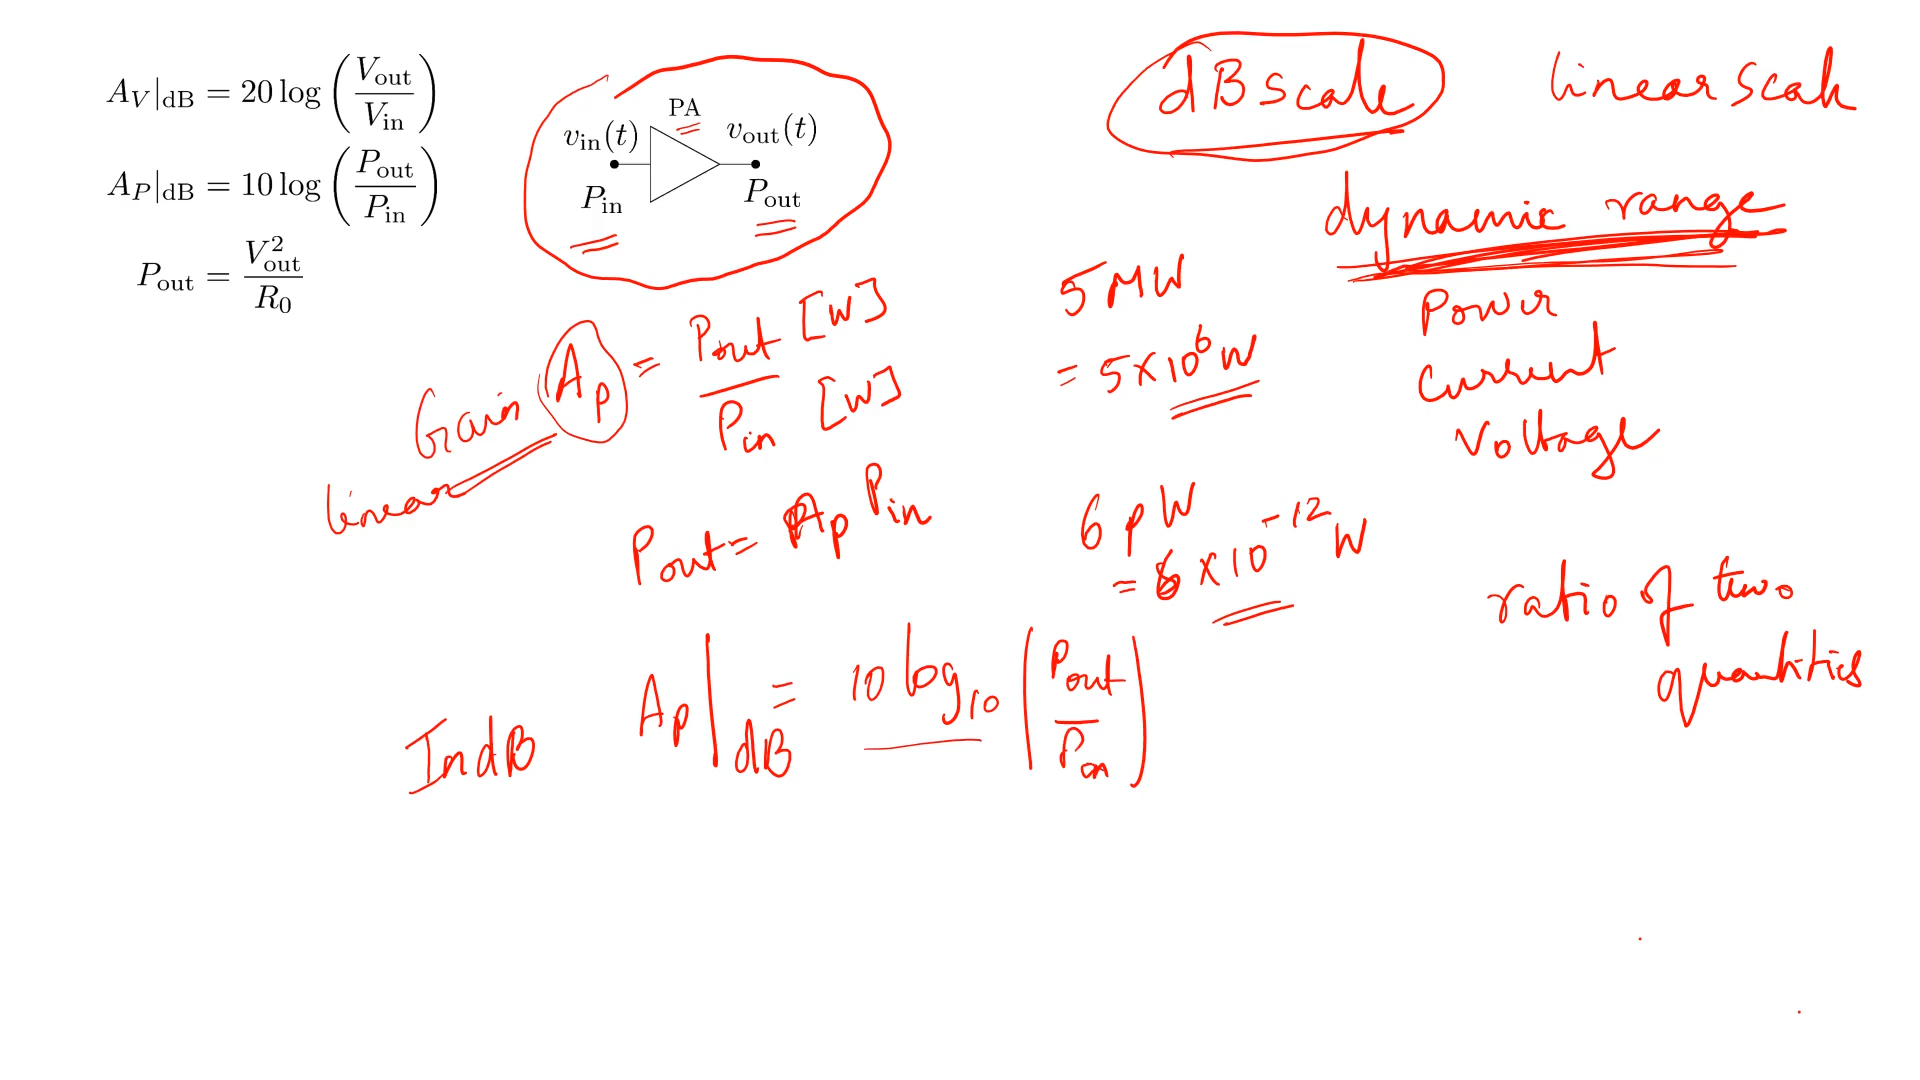 A_V|dB = 20 log (V_out / V_in)
A_P|dB = 10 log (P_out / P_in)
P_out = V_out^2 / R_0
PA
v_in(t) v_out(t)
P_in P_out
dB scale linear scale
dynamic range
Power
Current
Voltage
5 MW
= 5 × 10^6 W
Gain A_p = P_out [W] / P_in [W]
linear
P_out = A_p P_in
6 pW
= 6 × 10^-12 W
ratio of two
quantities
In dB A_p|dB = 10 log_10 (P_out / P_in)